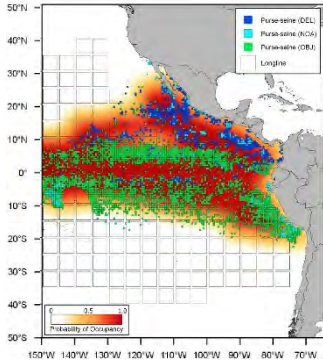 50°N
Purse-seine (DEL)
40°N
Purse-seine (NOA)
Purse-seine (OBJ)
30°N
Longline
20°N
10°N
0°
10°S
20°S
30°S
40°S
0 0.5 1.0
Probability of Occupancy
50°S
150°W 140°W 130°W 120°W 110°W 100°W 90°W 80°W 70°W